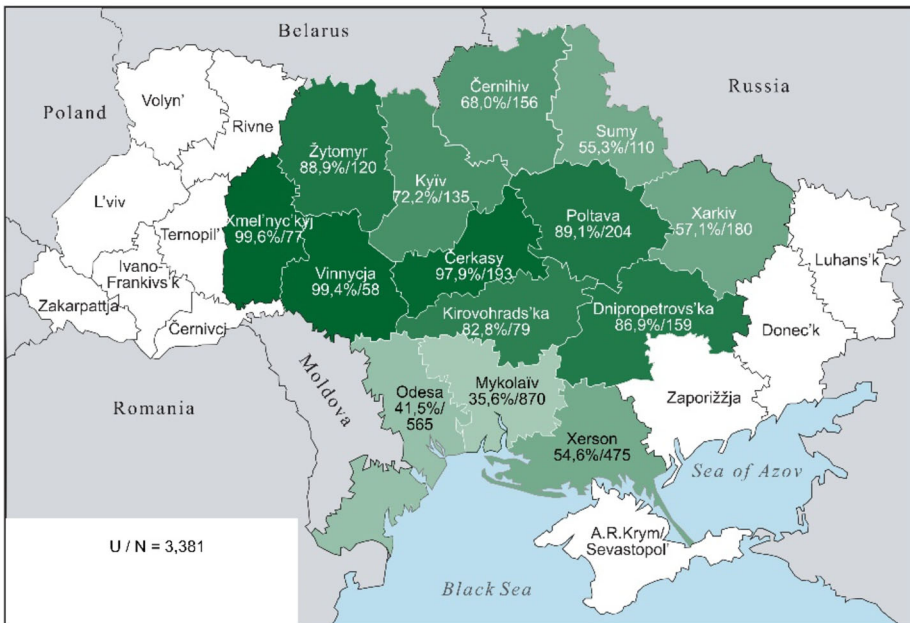 Belarus
Russia
Poland
Volyn'
Rivne
Černihiv
68,0%/156
Sumy
55,3%/110
Žytomyr
88,9%/120
Kyïv
72,2%/135
L'viv
Ternopil'
Xmel'nyc'kyj
99,6%/77
Poltava
89,1%/204
Xarkiv
57,1%/180
Čerkasy
97,9%/193
Luhans'k
Ivano-
Frankivs'k
Vinnycja
99,4%/58
Zakarpattja
Černivcj
Kirovohrads'ka
82,8%/79
Dnipropetrovs'ka
86,9%/159
Donec'k
Moldova
Romania
Odesa
41,5%/
565
Mykolaïv
35,6%/870
Zaporižžja
Xerson
54,6%/475
Sea of Azov
U / N = 3,381
A.R.Krym/
Sevastopol'
Black Sea